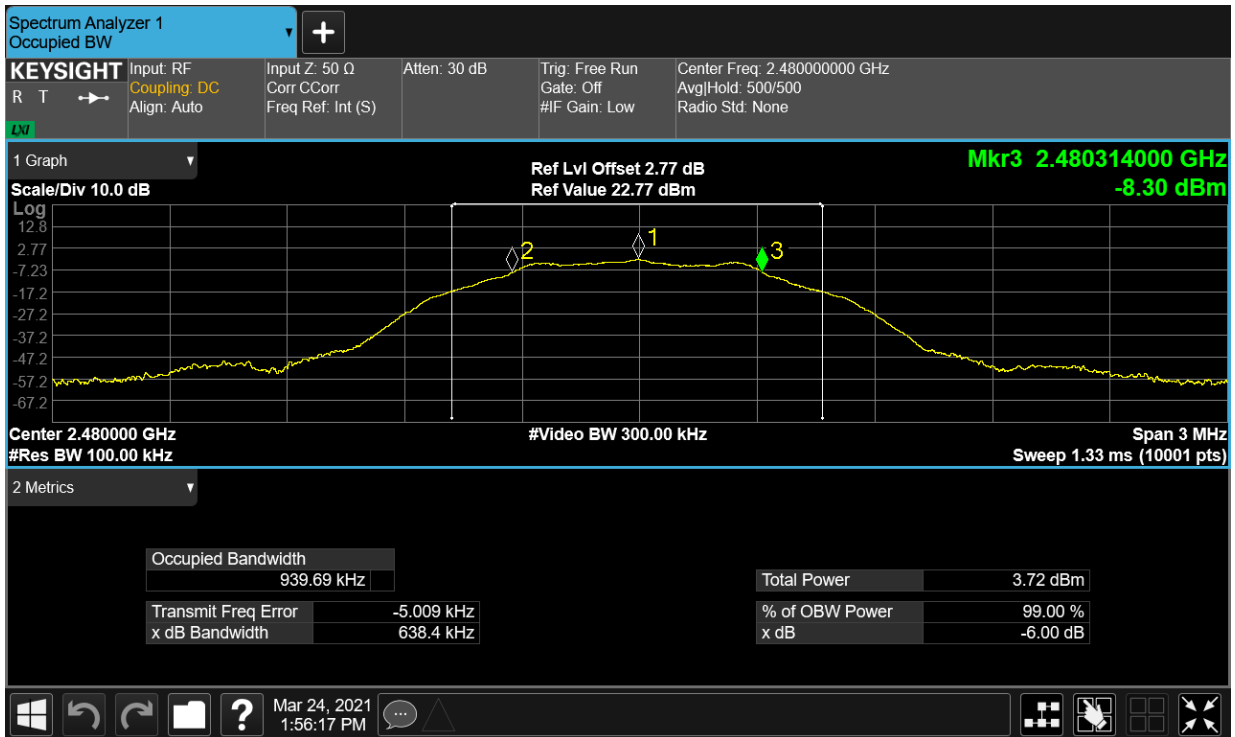 Spectrum Analyzer 1
Occupied BW
▼
+
KEYSIGHT
R T
LXI
Input: RF
Coupling: DC
Align: Auto
Input Z: 50 Ω
Corr CCorr
Freq Ref: Int (S)
Atten: 30 dB
Trig: Free Run
Gate: Off
#IF Gain: Low
Center Freq: 2.480000000 GHz
Avg|Hold: 500/500
Radio Std: None
1 Graph ▼
Scale/Div 10.0 dB
Ref Lvl Offset 2.77 dB
Ref Value 22.77 dBm
Mkr3 2.480314000 GHz
-8.30 dBm
Log
12.8
2.77
-7.23
-17.2
-27.2
-37.2
-47.2
-57.2
-67.2
2
1
3
Center 2.480000 GHz
#Res BW 100.00 kHz
#Video BW 300.00 kHz
Span 3 MHz
Sweep 1.33 ms (10001 pts)
2 Metrics ▼
Occupied Bandwidth
939.69 kHz
Transmit Freq Error -5.009 kHz
x dB Bandwidth 638.4 kHz
Total Power 3.72 dBm
% of OBW Power 99.00 %
x dB -6.00 dB
?
Mar 24, 2021
1:56:17 PM